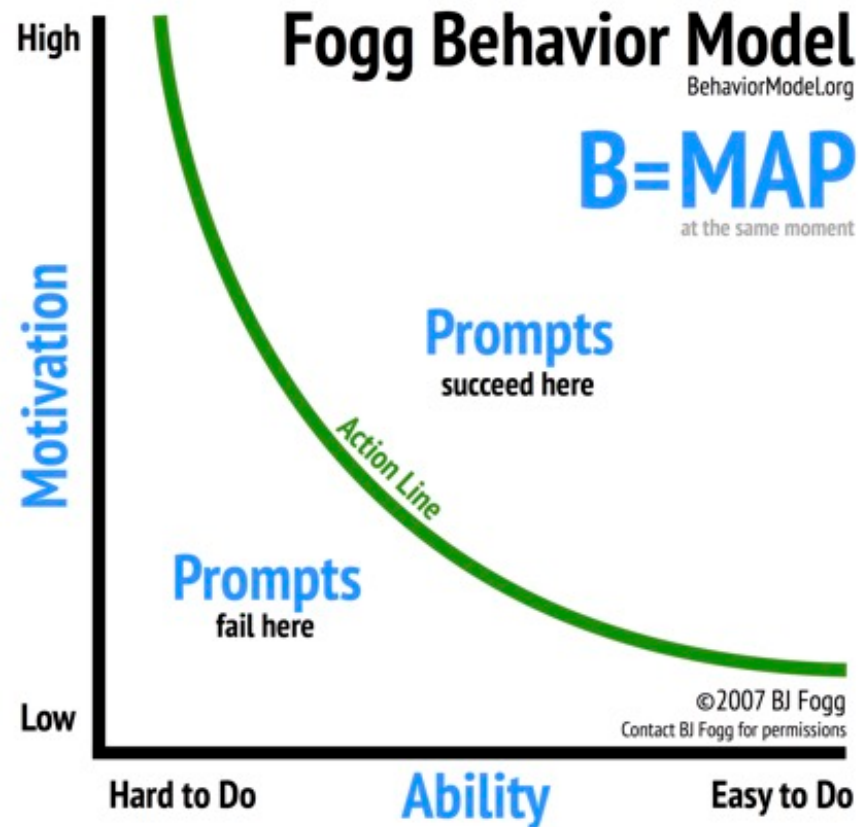 High
Fogg Behavior Model
BehaviorModel.org
B=MAP
at the same moment
Motivation
Prompts
succeed here
Action Line
Prompts
fail here
Low
©2007 BJ Fogg
Contact BJ Fogg for permissions
Hard to Do
Ability
Easy to Do